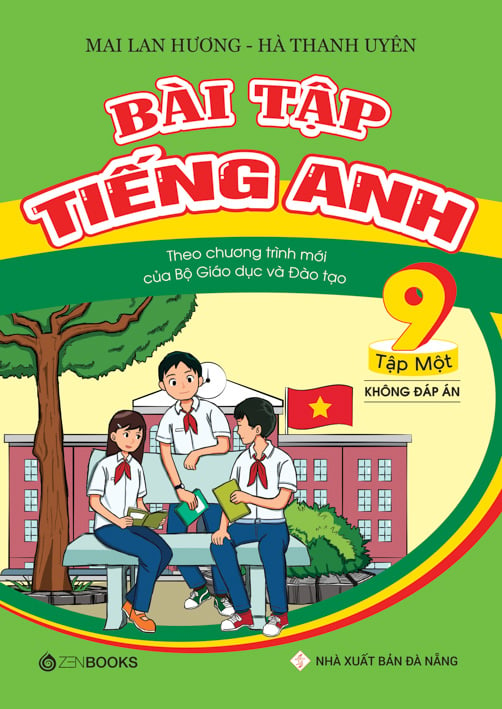 MAI LAN HƯƠNG - HÀ THANH UYÊN
BÀI TẬP
TIẾNG ANH
Theo chương trình mới
của Bộ Giáo dục và Đào tạo
9
Tập Một
KHÔNG ĐÁP ÁN
ZENBOOKS
NHÀ XUẤT BẢN ĐÀ NẴNG